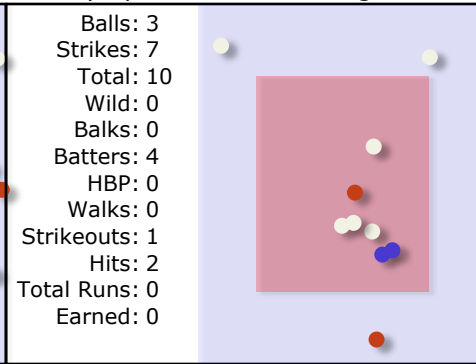 Balls: 3
Strikes: 7
Total: 10
Wild: 0
Balks: 0
Batters: 4
HBP: 0
Walks: 0
Strikeouts: 1
Hits: 2
Total Runs: 0
Earned: 0